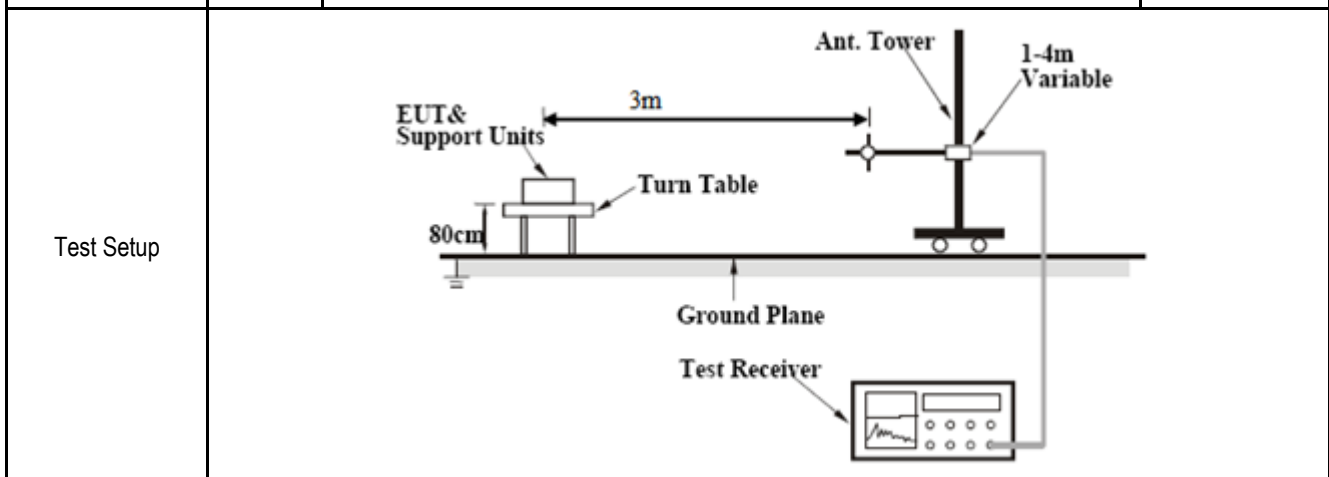 Test Setup
Ant. Tower
1-4m
Variable
3m
EUT&
Support Units
Turn Table
80cm
Ground Plane
Test Receiver